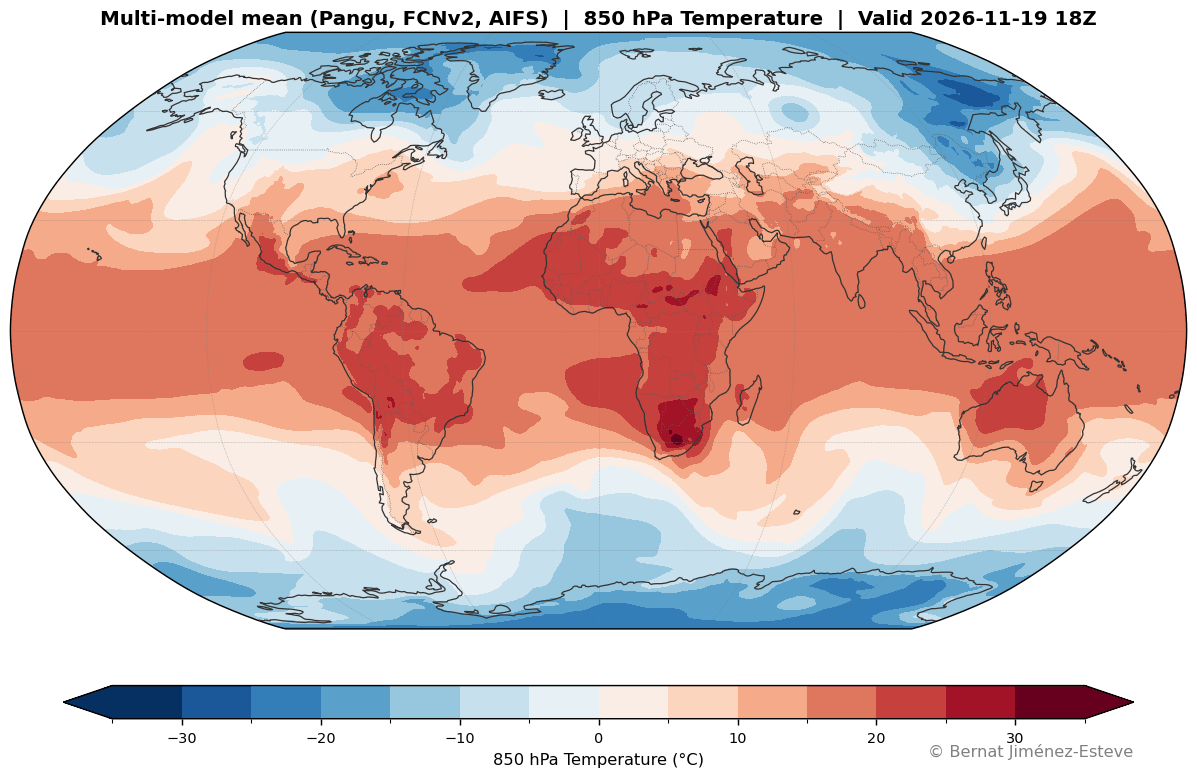 Multi-model mean (Pangu, FCNv2, AIFS)  |  850 hPa Temperature  |  Valid 2026-11-19 18Z
−30 −20 −10 0 10 20 30
850 hPa Temperature (°C)
© Bernat Jiménez-Esteve